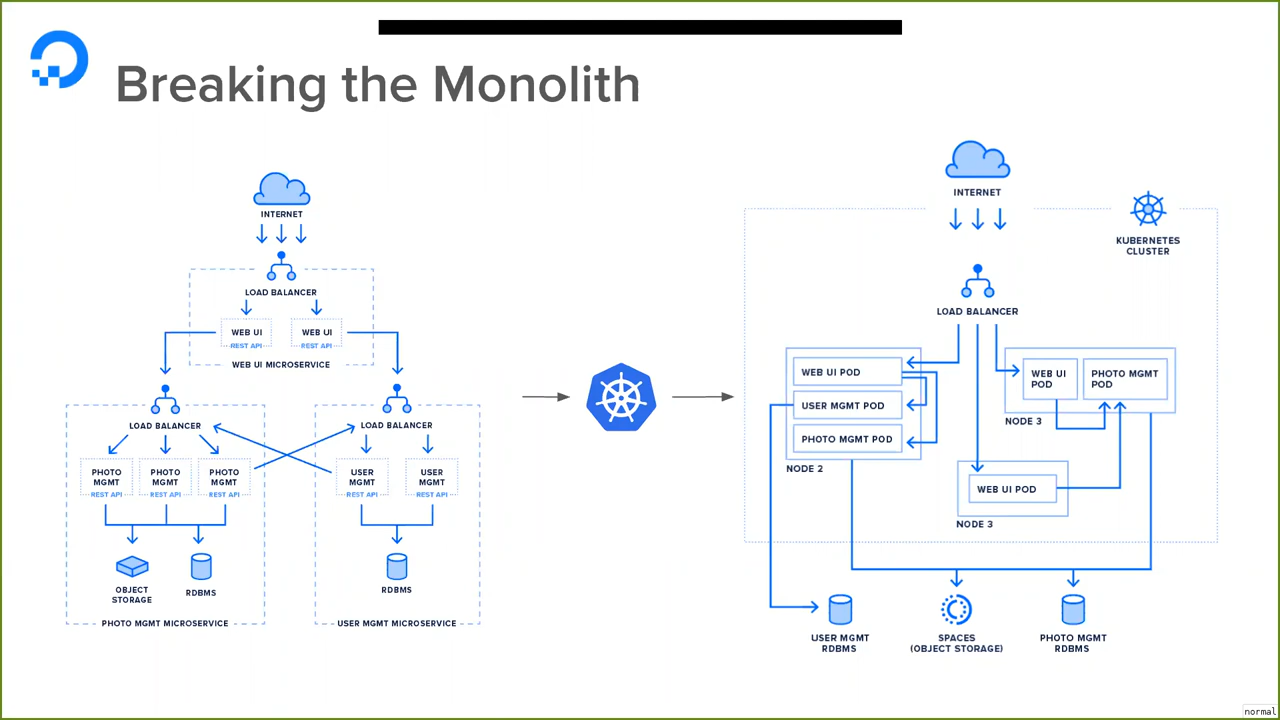 Breaking the Monolith
INTERNET
LOAD BALANCER
WEB UI
REST API
WEB UI
REST API
WEB UI MICROSERVICE
LOAD BALANCER
PHOTO
MGMT
REST API
PHOTO
MGMT
REST API
PHOTO
MGMT
REST API
OBJECT
STORAGE
RDBMS
PHOTO MGMT MICROSERVICE
LOAD BALANCER
USER
MGMT
REST API
USER
MGMT
REST API
RDBMS
USER MGMT MICROSERVICE
INTERNET
KUBERNETES
CLUSTER
LOAD BALANCER
WEB UI POD
USER MGMT POD
PHOTO MGMT POD
NODE 2
WEB UI
POD
PHOTO MGMT
POD
NODE 3
WEB UI POD
NODE 3
USER MGMT
RDBMS
SPACES
(OBJECT STORAGE)
PHOTO MGMT
RDBMS
normal